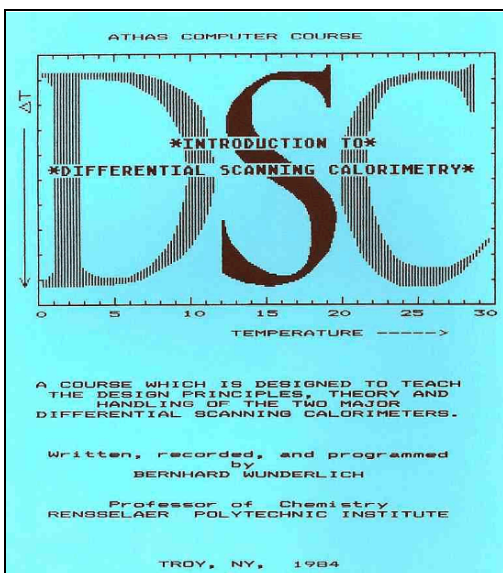 ATHAS COMPUTER COURSE
DSC
ΔT
*INTRODUCTION TO*
*DIFFERENTIAL SCANNING CALORIMETRY*
0 5 10 15 20 25 30
TEMPERATURE ----->
A COURSE WHICH IS DESIGNED TO TEACH
THE DESIGN PRINCIPLES, THEORY AND
HANDLING OF THE TWO MAJOR
DIFFERENTIAL SCANNING CALORIMETERS.
Written, recorded, and programmed
by
BERNHARD WUNDERLICH
Professor of Chemistry
RENSSELAER POLYTECHNIC INSTITUTE
TROY, NY, 1984